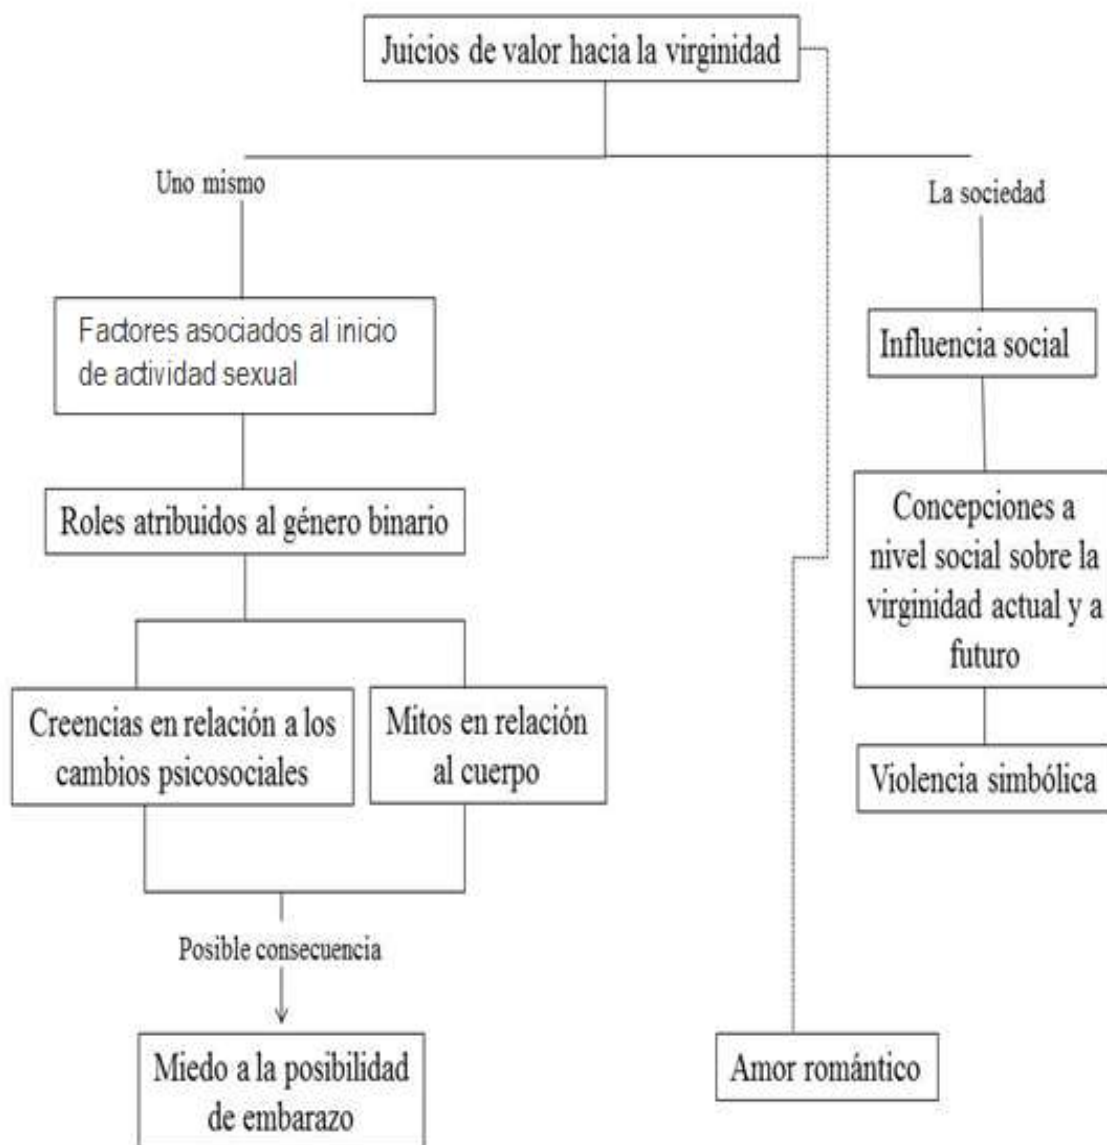 Juicios de valor hacia la virginidad
Uno mismo
La sociedad
Factores asociados al inicio
de actividad sexual
Influencia social
Roles atribuidos al género binario
Concepciones a
nivel social sobre la
virginidad actual y a
futuro
Creencias en relación a los
cambios psicosociales
Mitos en relación
al cuerpo
Violencia simbólica
Posible consecuencia
Miedo a la posibilidad
de embarazo
Amor romántico